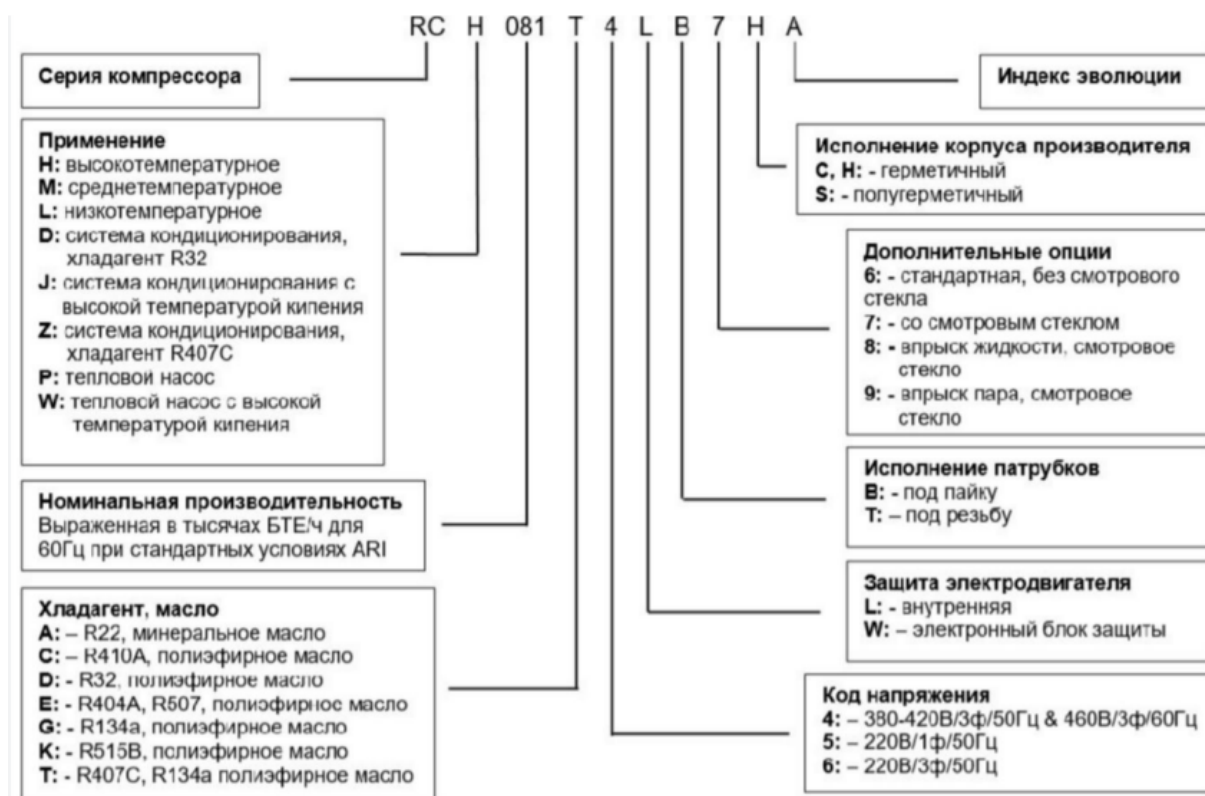 RC H 081 T 4 L B 7 H A
Серия компрессора
Применение
H: высокотемпературное
M: среднетемпературное
L: низкотемпературное
D: система кондиционирования,
хладагент R32
J: система кондиционирования с
высокой температурой кипения
Z: система кондиционирования,
хладагент R407C
P: тепловой насос
W: тепловой насос с высокой
температурой кипения
Номинальная производительность
Выраженная в тысячах БТЕ/ч для
60Гц при стандартных условиях ARI
Хладагент, масло
A: – R22, минеральное масло
C: – R410A, полиэфирное масло
D: - R32, полиэфирное масло
E: - R404A, R507, полиэфирное масло
G: - R134a, полиэфирное масло
K: - R515B, полиэфирное масло
T: - R407C, R134a полиэфирное масло
Индекс эволюции
Исполнение корпуса производителя
C, H: - герметичный
S: - полугерметичный
Дополнительные опции
6: - стандартная, без смотрового
стекла
7: - со смотровым стеклом
8: - впрыск жидкости, смотровое
стекло
9: - впрыск пара, смотровое
стекло
Исполнение патрубков
B: - под пайку
T: – под резьбу
Защита электродвигателя
L: - внутренняя
W: – электронный блок защиты
Код напряжения
4: – 380-420В/3ф/50Гц & 460В/3ф/60Гц
5: – 220В/1ф/50Гц
6: – 220В/3ф/50Гц